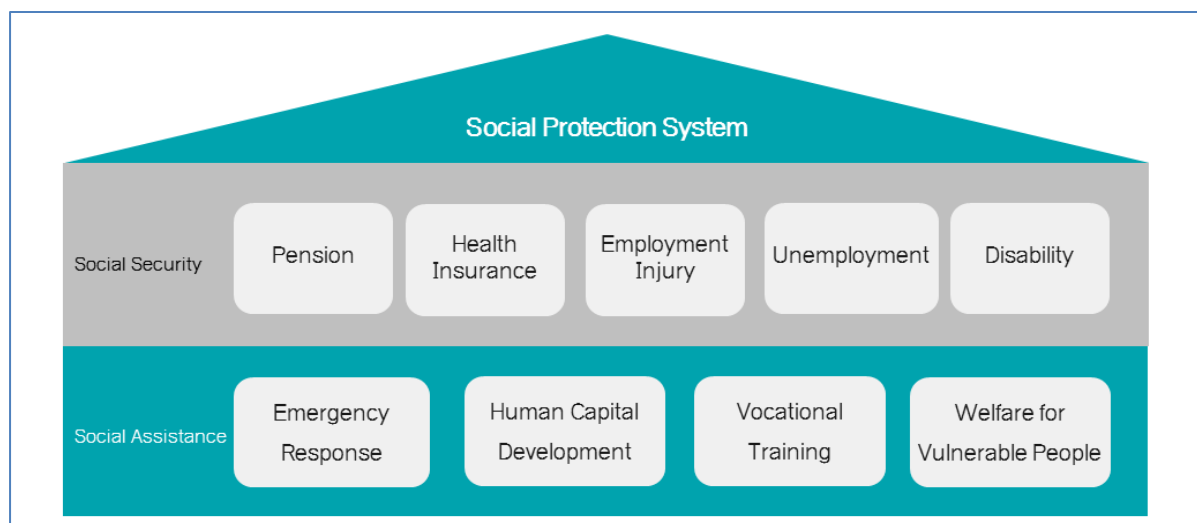 Social Protection System
Social Security
Pension
Health
Insurance
Employment
Injury
Unemployment
Disability
Social Assistance
Emergency
Response
Human Capital
Development
Vocational
Training
Welfare for
Vulnerable People